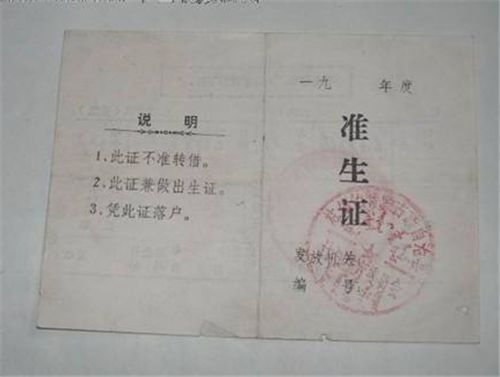 说明
1、此证不准转借。
2、此证兼做出生证。
3、凭此证落户。
一九 年度
准生证
发放机关:
编号: